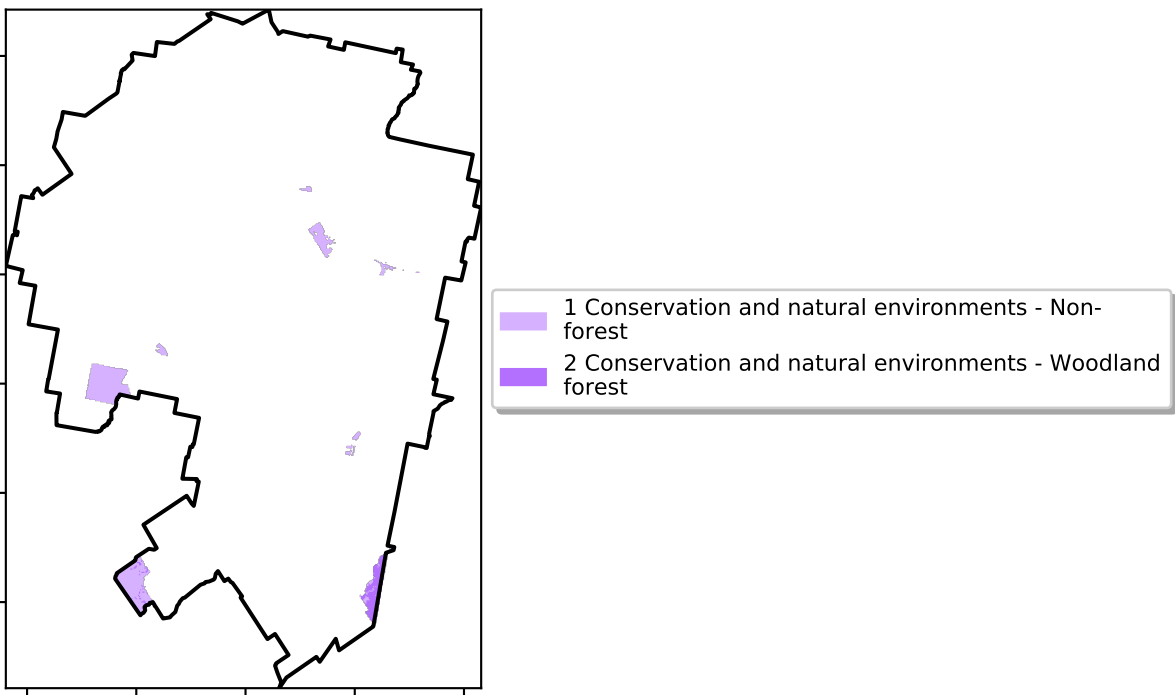 1 Conservation and natural environments - Non-
forest
2 Conservation and natural environments - Woodland
forest